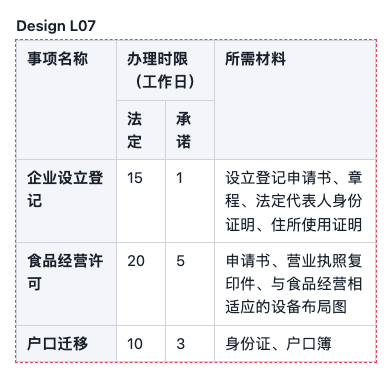 Design L07
事项名称
办理时限
（工作日）
所需材料
法
定
承
诺
企业设立登
记
15
1
设立登记申请书、章
程、法定代表人身份
证明、住所使用证明
食品经营许
可
20
5
申请书、营业执照复
印件、与食品经营相
适应的设备布局图
户口迁移
10
3
身份证、户口簿